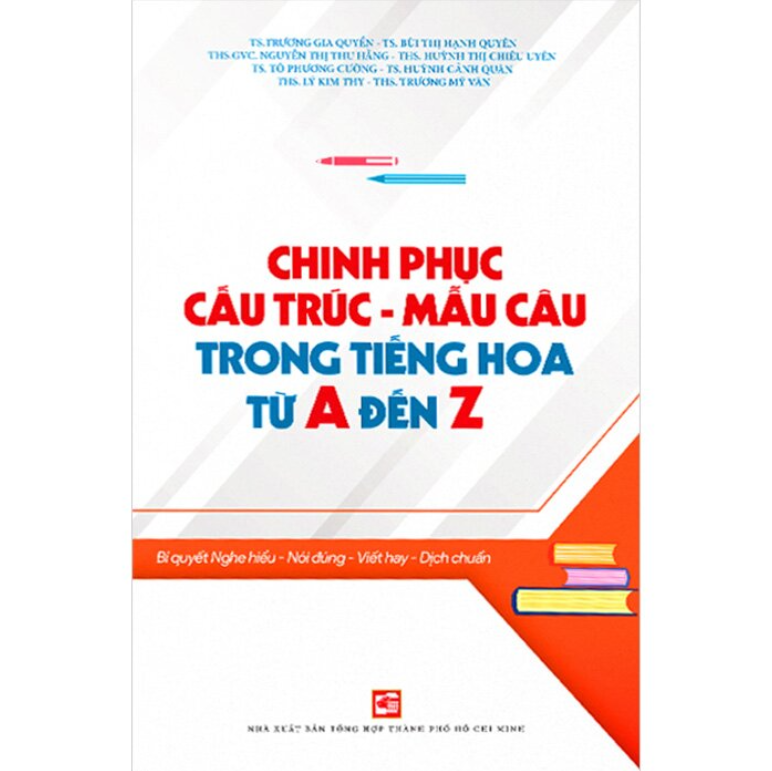 TS.TRƯƠNG GIA QUYỀN - TS. BÙI THỊ HẠNH QUYÊN
THS.GVC. NGUYỄN THỊ THU HẰNG - THS. HUỲNH THỊ CHIÊU UYÊN
TS. TÔ PHƯƠNG CƯỜNG - TS. HUỲNH CẢNH QUÂN
THS. LÝ KIM THY - THS. TRƯƠNG MỸ VÂN
CHINH PHỤC
CẤU TRÚC - MẪU CÂU
TRONG TIẾNG HOA
TỪ A ĐẾN Z
Bí quyết Nghe hiểu - Nói đúng - Viết hay - Dịch chuẩn
NHÀ XUẤT BẢN TỔNG HỢP THÀNH PHỐ HỒ CHÍ MINH